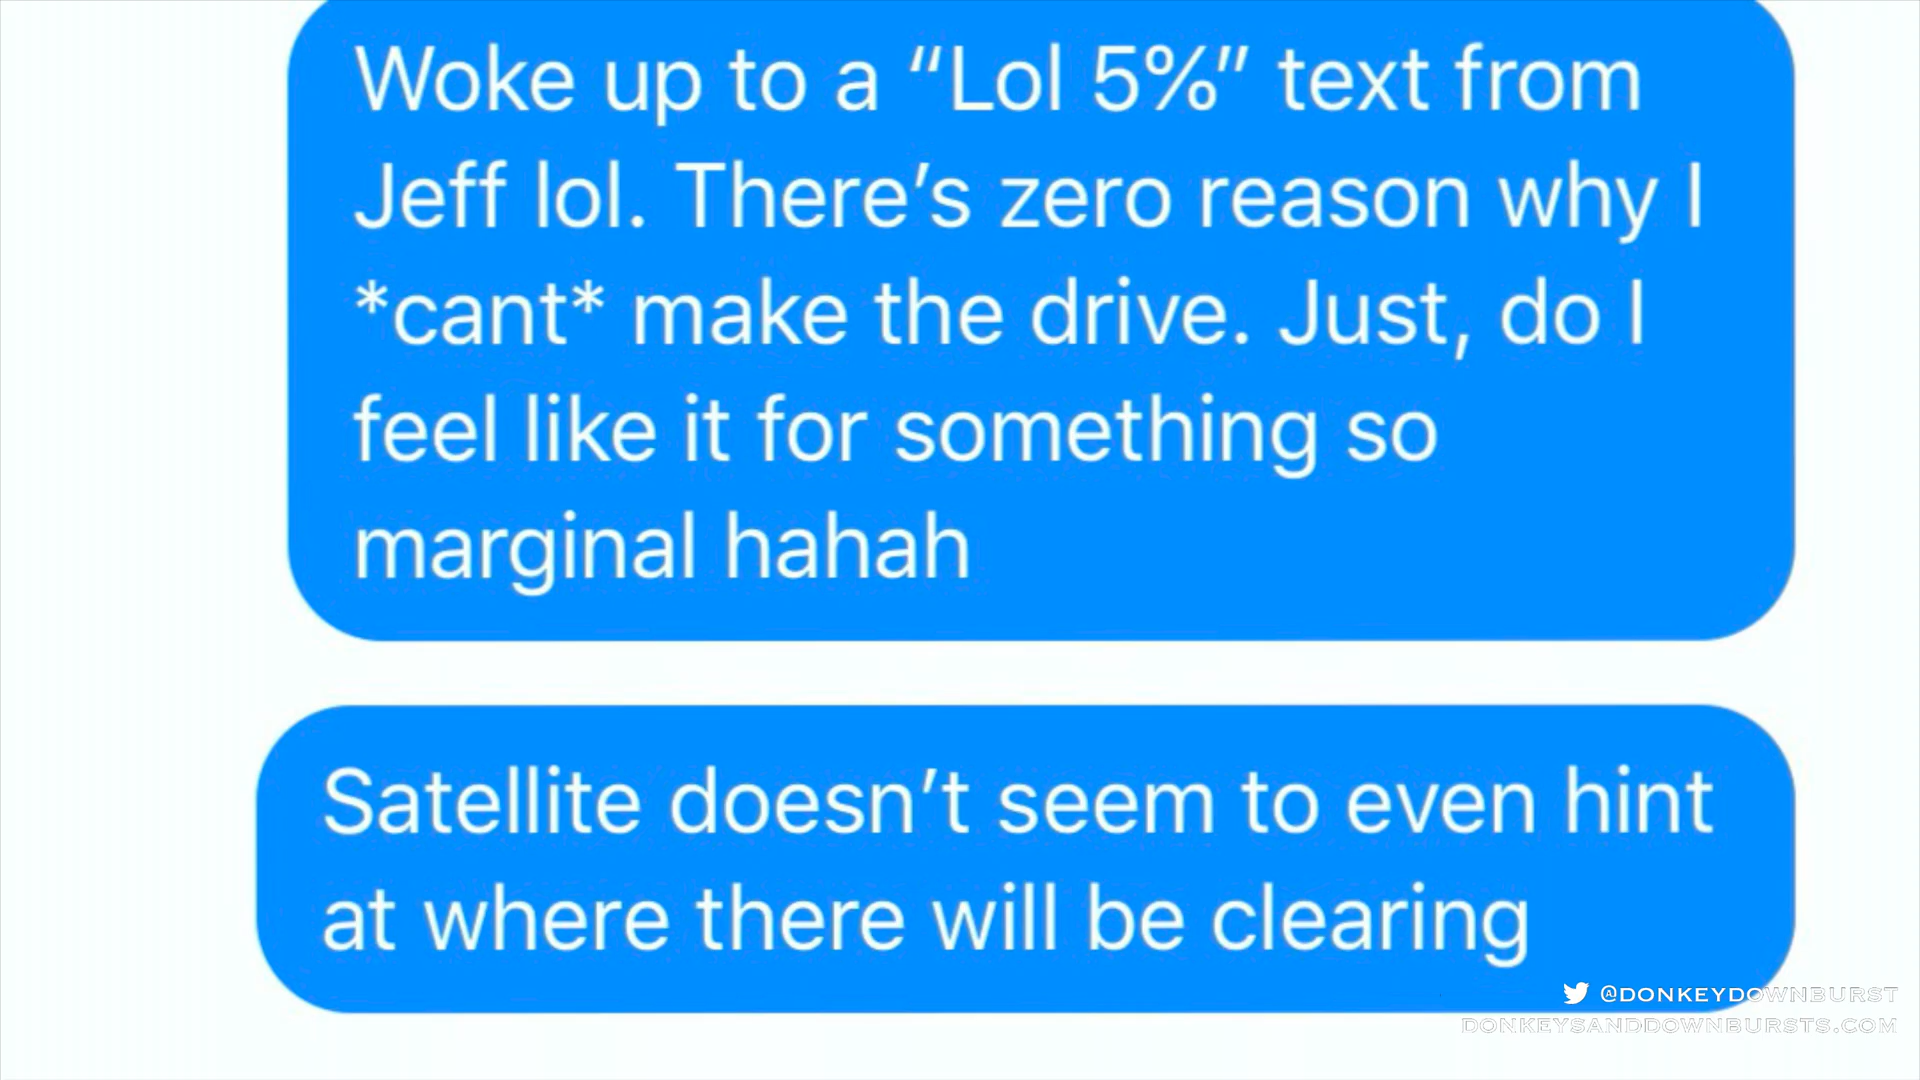 Woke up to a “Lol 5%” text from
Jeff lol. There’s zero reason why I
*cant* make the drive. Just, do I
feel like it for something so
marginal hahah
Satellite doesn’t seem to even hint
at where there will be clearing
@DONKEYDOWNBURST
DONKEYSANDDOWNBURSTS.COM